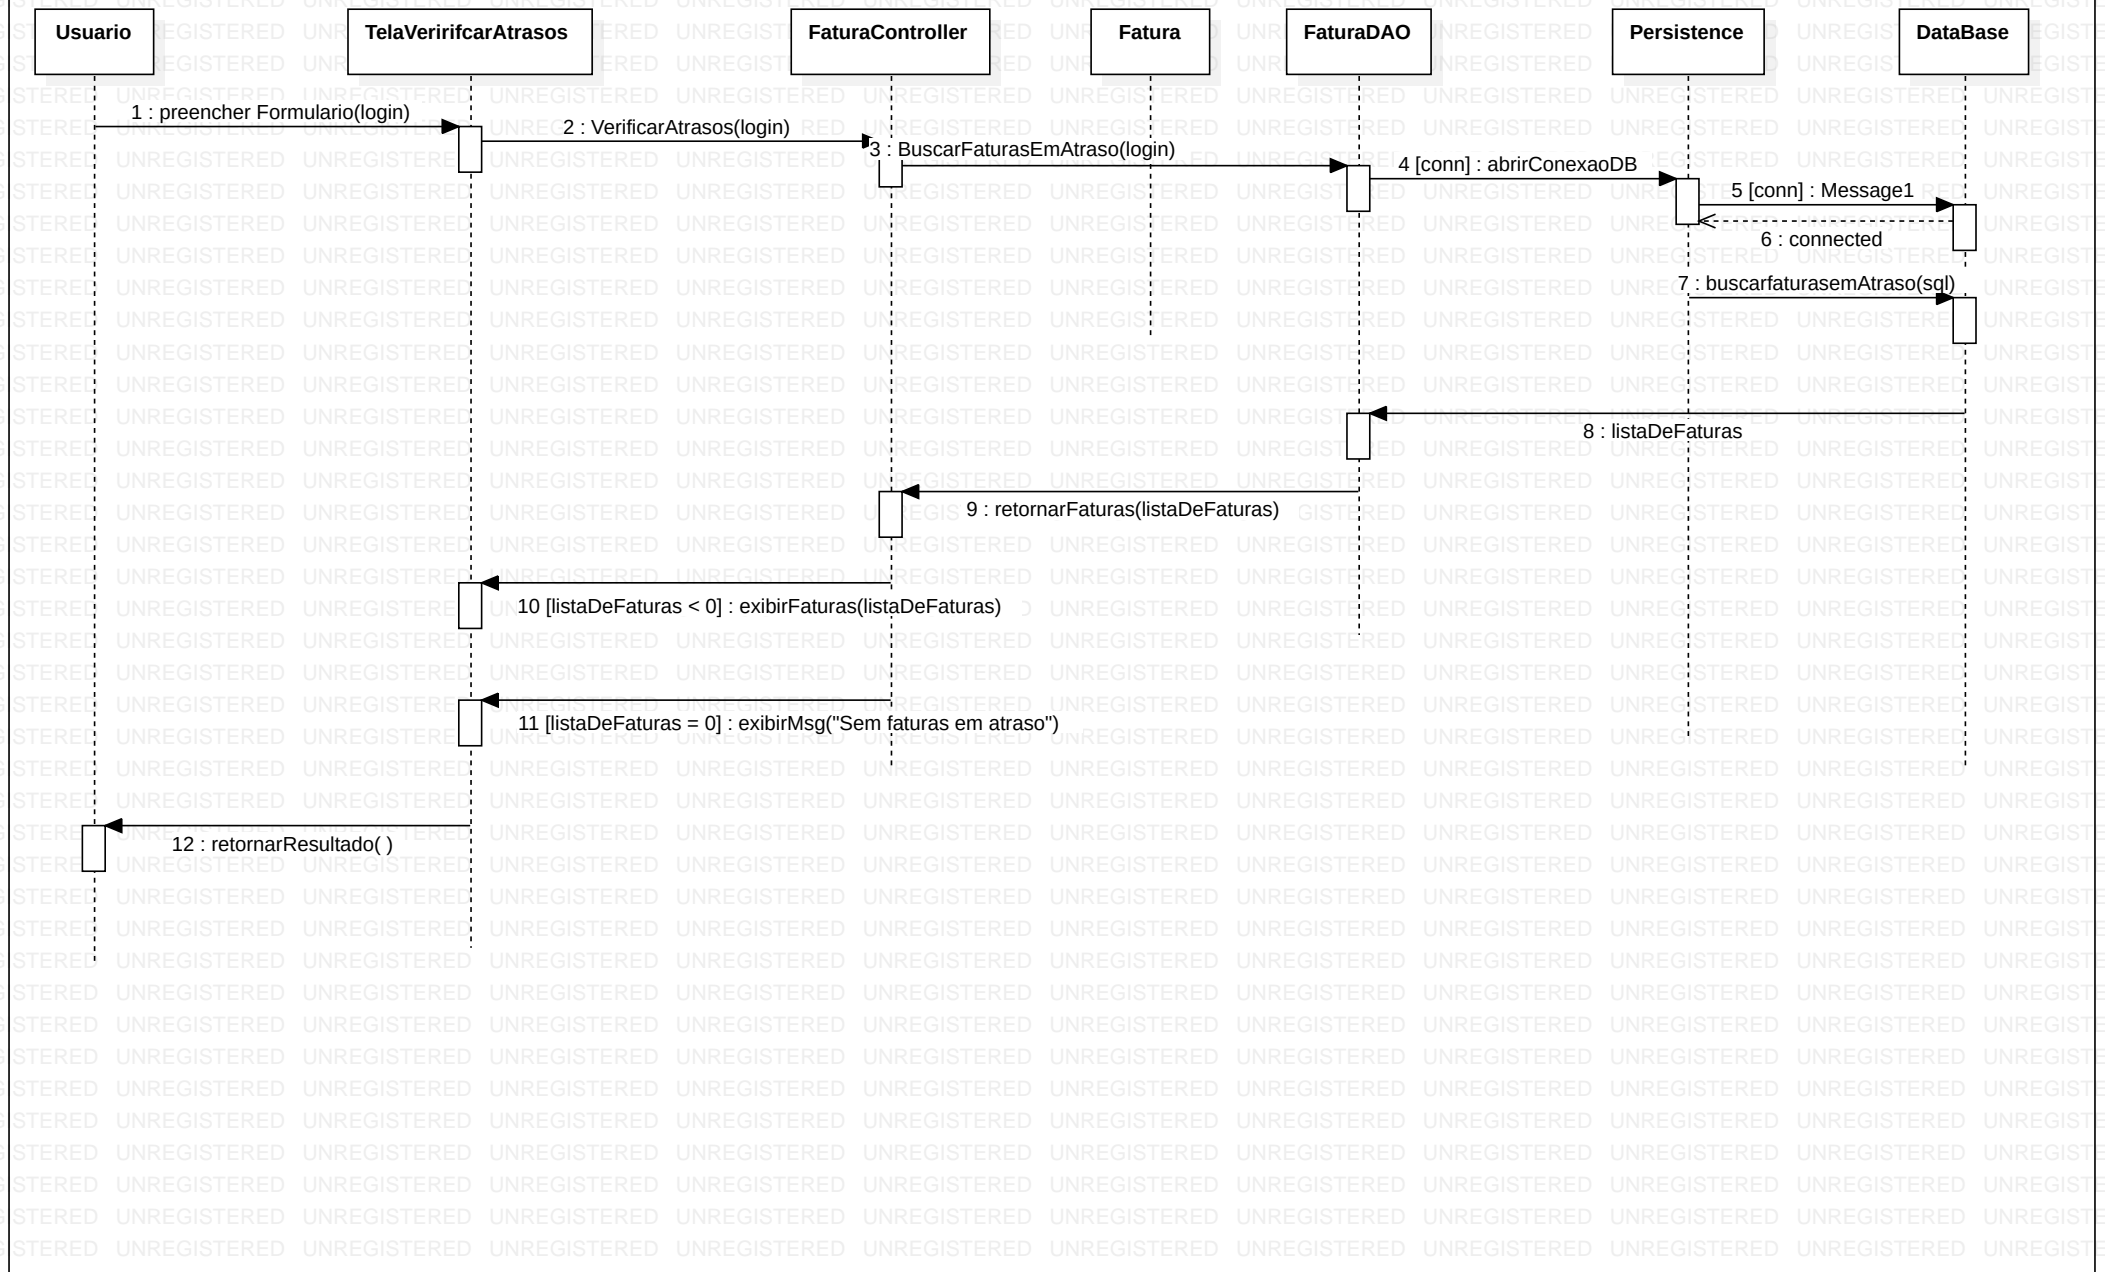 Usuario
TelaVeririfcarAtrasos
FaturaController
Fatura
FaturaDAO
Persistence
DataBase
1 : preencher Formulario(login)
2 : VerificarAtrasos(login)
3 : BuscarFaturasEmAtraso(login)
4 [conn] : abrirConexaoDB
5 [conn] : Message1
6 : connected
7 : buscarfaturasemAtraso(sql)
8 : listaDeFaturas
9 : retornarFaturas(listaDeFaturas)
10 [listaDeFaturas < 0] : exibirFaturas(listaDeFaturas)
11 [listaDeFaturas = 0] : exibirMsg("Sem faturas em atraso")
12 : retornarResultado( )
UNREGISTERED